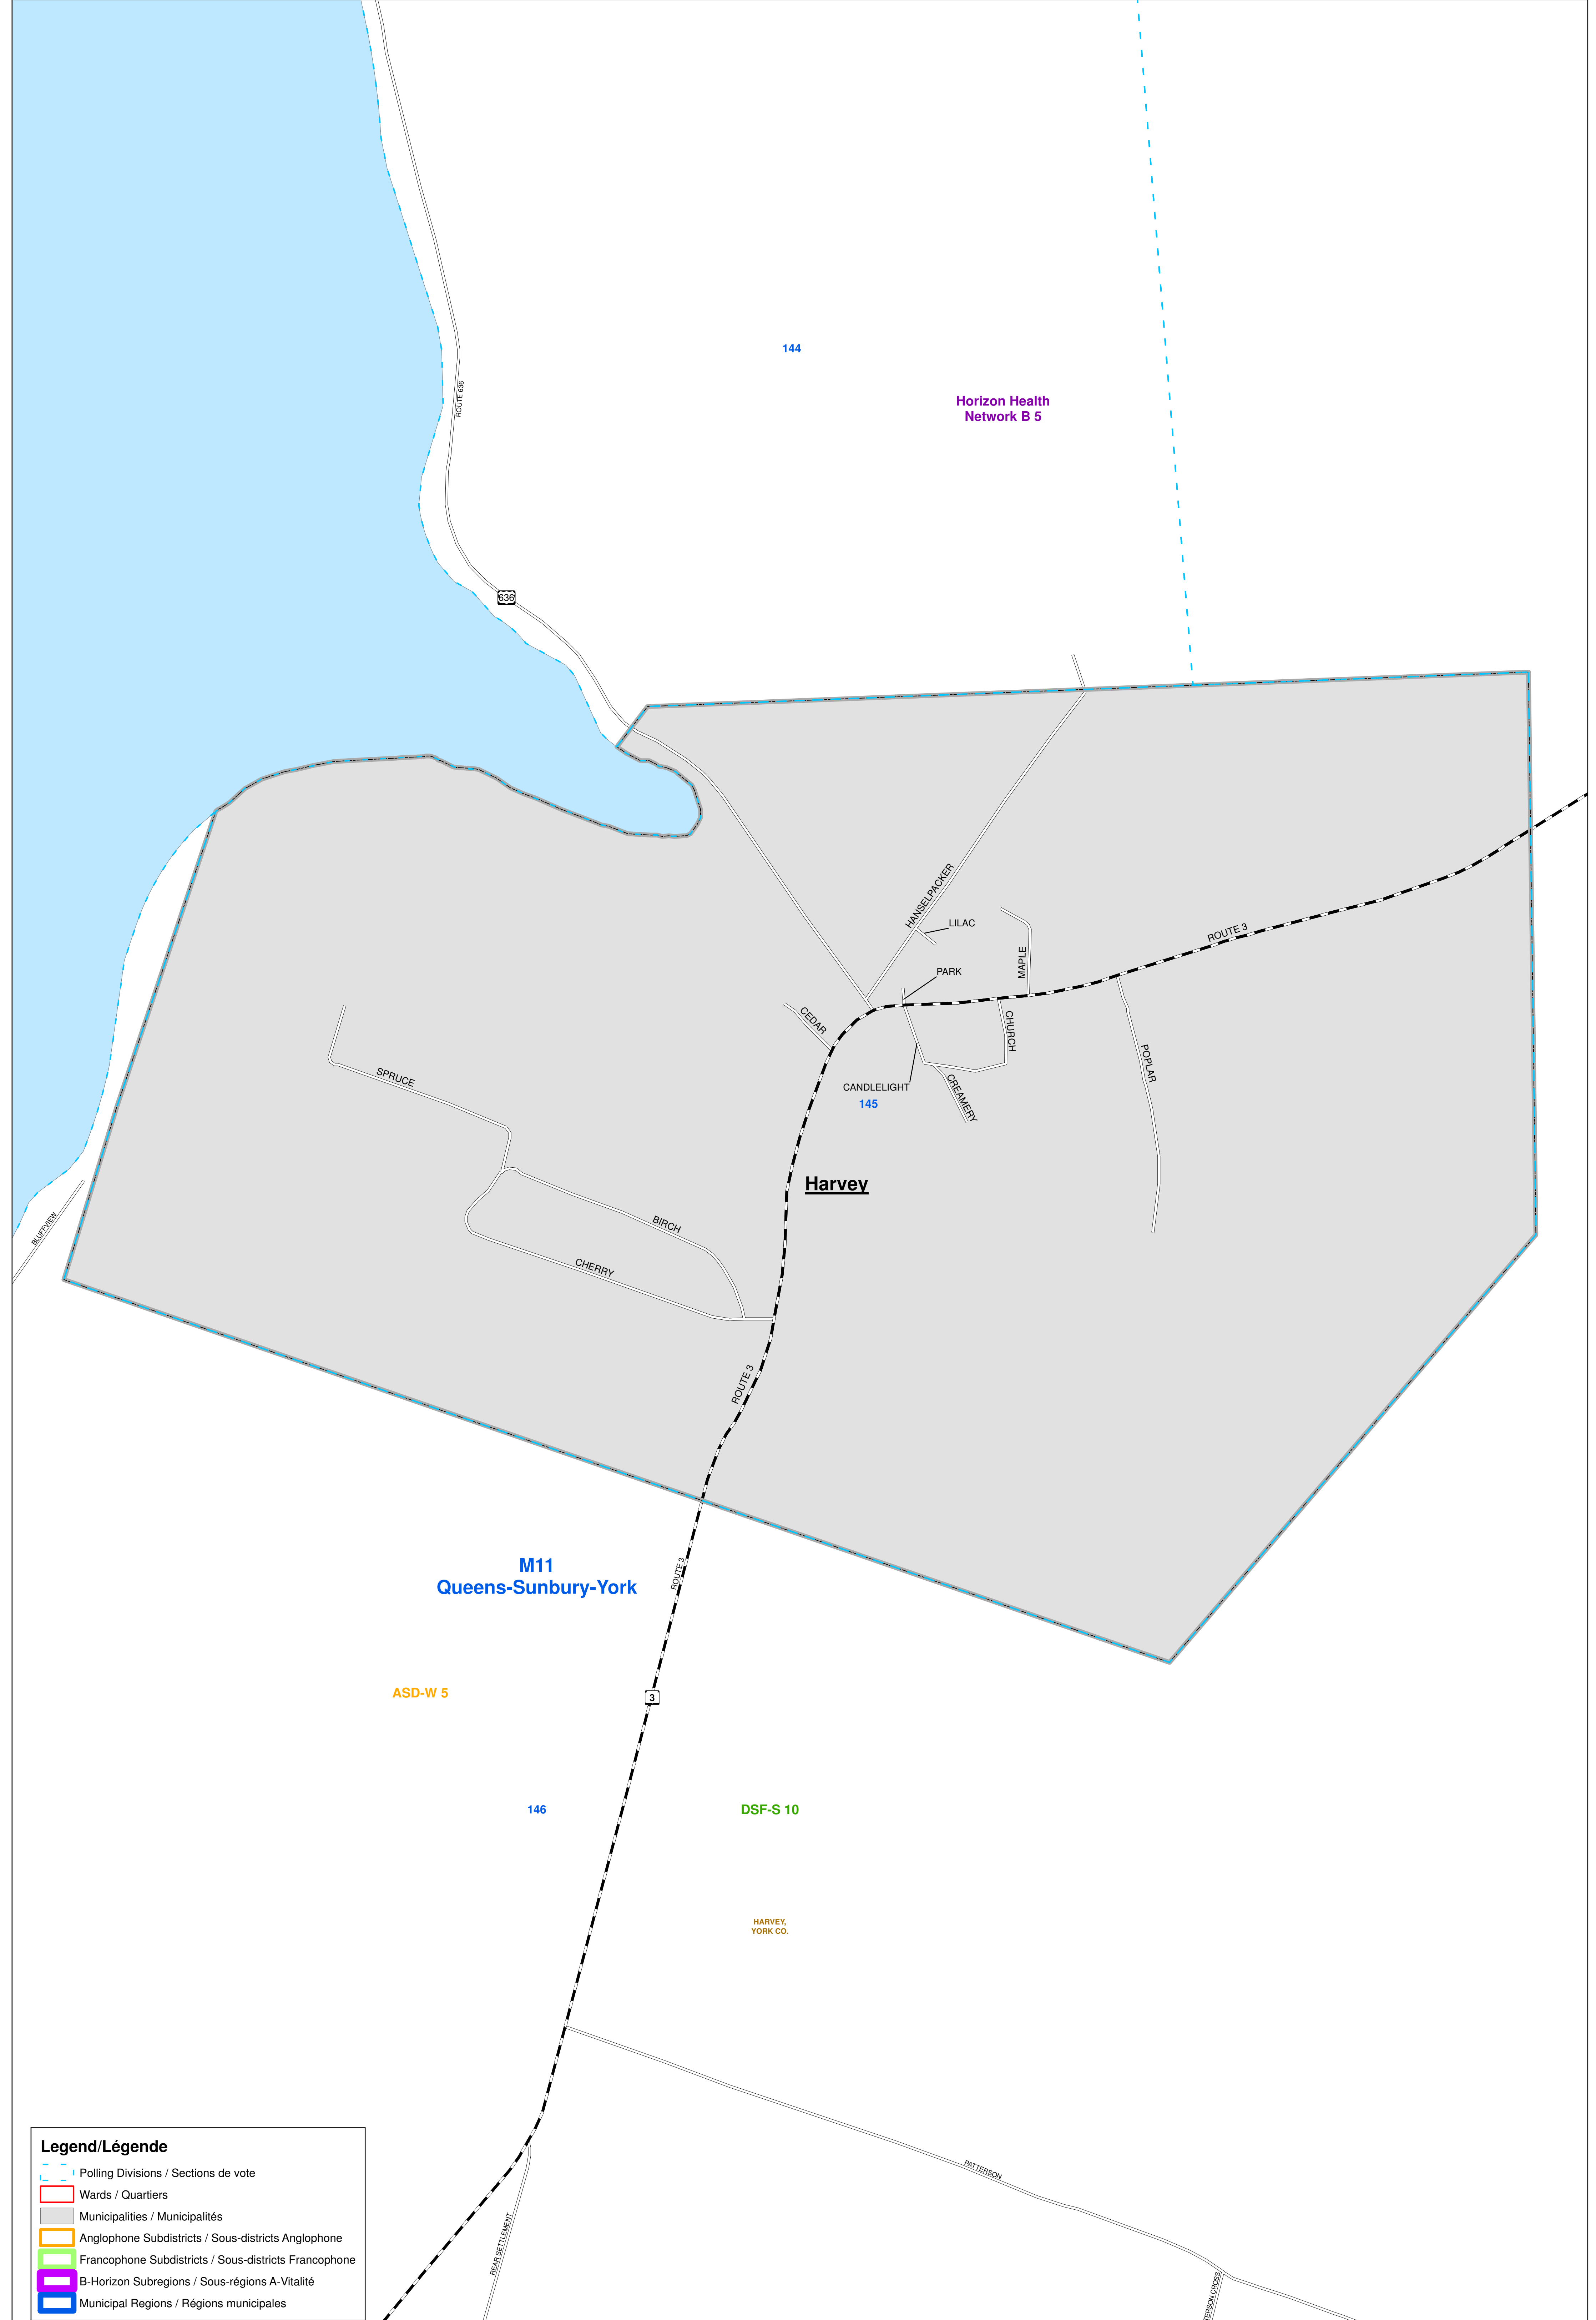 144
Horizon Health
Network B 5
ROUTE 636
636
HANSELPACKER
LILAC
PARK
MAPLE
ROUTE 3
CEDAR
CHURCH
POPLAR
CANDLELIGHT
CREAMERY
145
SPRUCE
Harvey
BIRCH
CHERRY
BLUFFVIEW
ROUTE 3
ROUTE 3
M11
Queens-Sunbury-York
ASD-W 5
3
146
DSF-S 10
HARVEY,
YORK CO.
PATTERSON
REAR SETTLEMENT
TERSON CROSS
Legend/Légende
Polling Divisions / Sections de vote
Wards / Quartiers
Municipalities / Municipalités
Anglophone Subdistricts / Sous-districts Anglophone
Francophone Subdistricts / Sous-districts Francophone
B-Horizon Subregions / Sous-régions A-Vitalité
Municipal Regions / Régions municipales